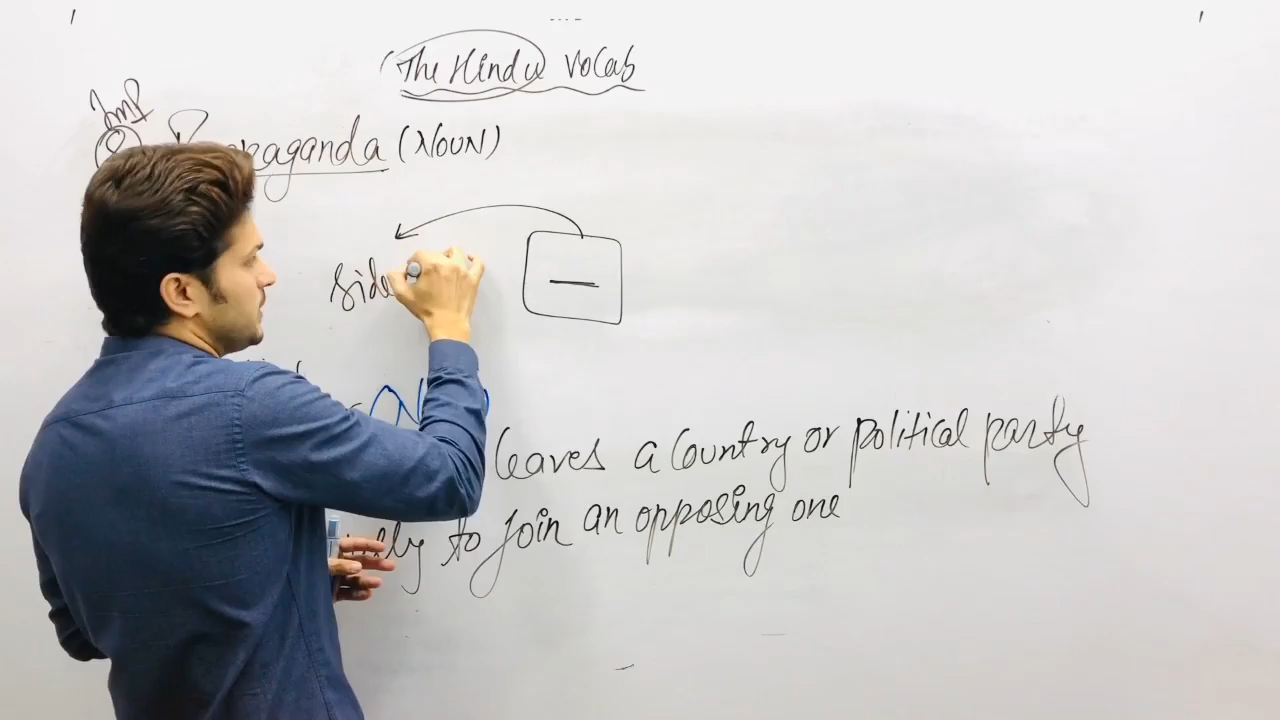 (The Hindu Vocab
Imp
Propaganda (NOUN)
side
leaves a country or political party
to join an opposing one